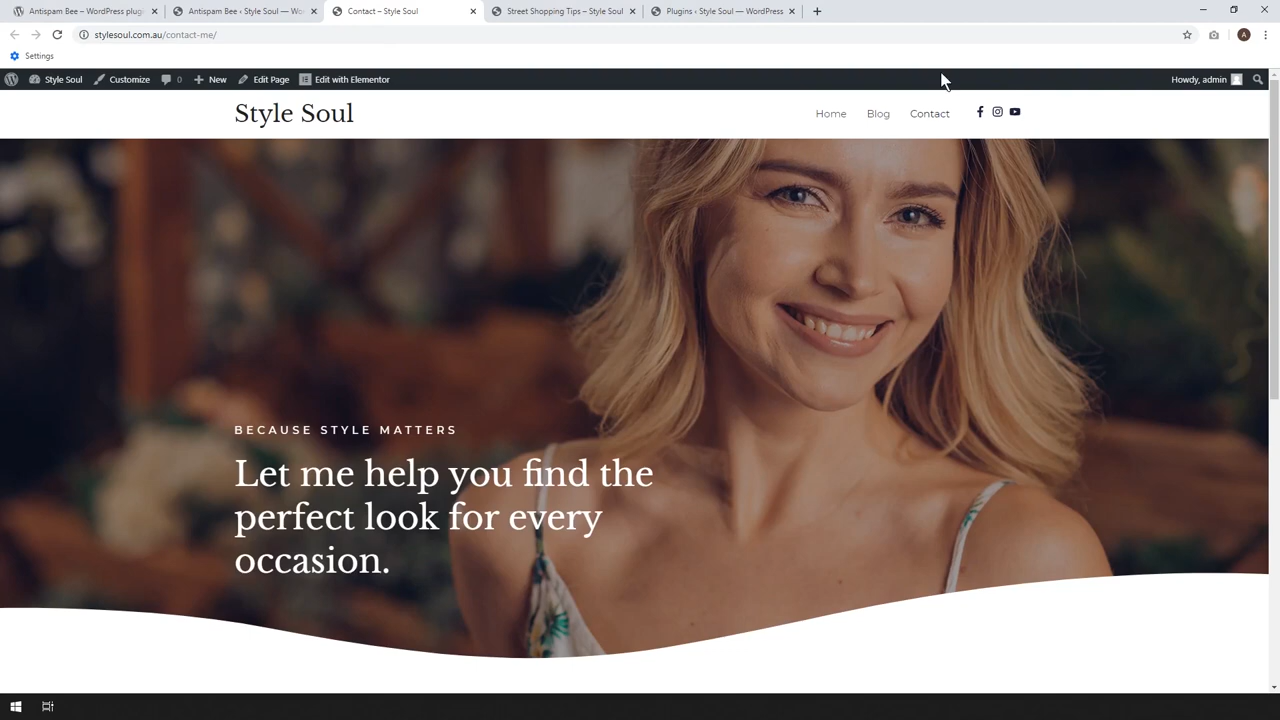 Antispam Bee – WordPress plug
Antispam Bee ‹ Style Soul — Wor
Contact – Style Soul
Street Shopping Tips – Style Soul
Plugins ‹ Style Soul — WordPress
stylesoul.com.au/contact-me/
A
Settings
Style Soul
Customize
0
New
Edit Page
Edit with Elementor
Howdy, admin
Style Soul
Home
Blog
Contact
BECAUSE STYLE MATTERS
Let me help you find the
perfect look for every
occasion.